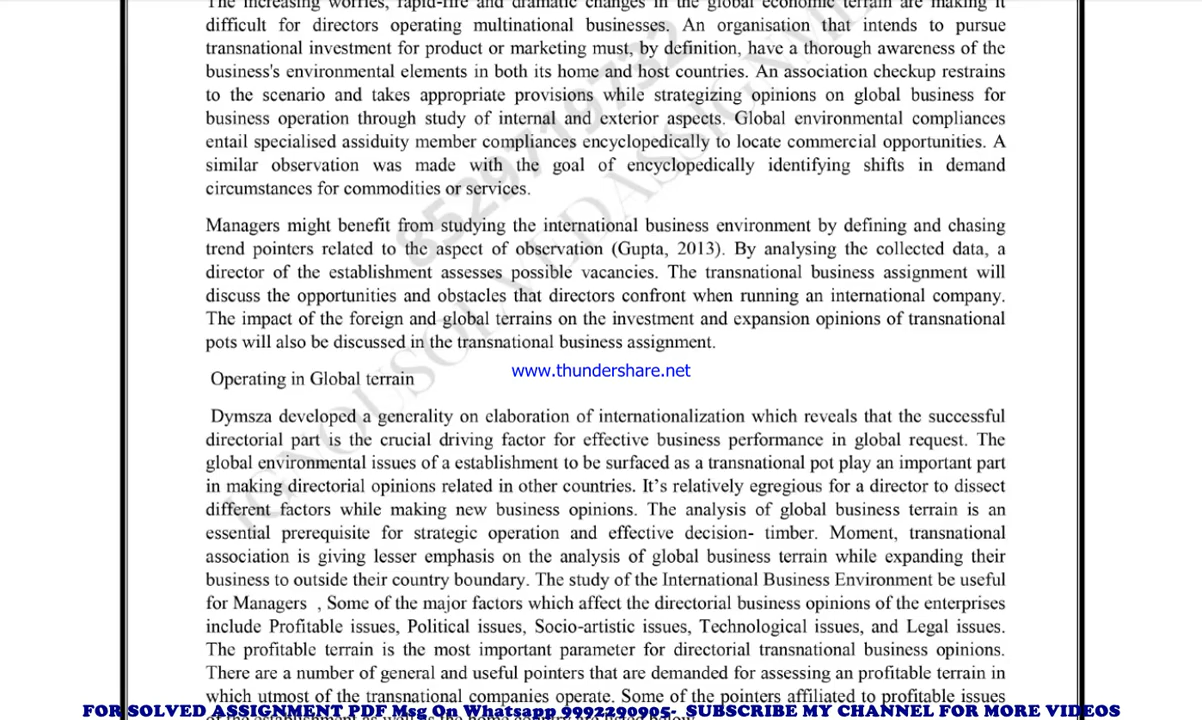 The increasing worries, rapid-fire and dramatic changes in the global economic terrain are making it
difficult for directors operating multinational businesses. An organisation that intends to pursue
transnational investment for product or marketing must, by definition, have a thorough awareness of the
business's environmental elements in both its home and host countries. An association checkup restrains
to the scenario and takes appropriate provisions while strategizing opinions on global business for
business operation through study of internal and exterior aspects. Global environmental compliances
entail specialised assiduity member compliances encyclopedically to locate commercial opportunities. A
similar observation was made with the goal of encyclopedically identifying shifts in demand
circumstances for commodities or services.
Managers might benefit from studying the international business environment by defining and chasing
trend pointers related to the aspect of observation (Gupta, 2013). By analysing the collected data, a
director of the establishment assesses possible vacancies. The transnational business assignment will
discuss the opportunities and obstacles that directors confront when running an international company.
The impact of the foreign and global terrains on the investment and expansion opinions of transnational
pots will also be discussed in the transnational business assignment.
www.thundershare.net
Operating in Global terrain
Dymsza developed a generality on elaboration of internationalization which reveals that the successful
directorial part is the crucial driving factor for effective business performance in global request. The
global environmental issues of a establishment to be surfaced as a transnational pot play an important part
in making directorial opinions related in other countries. It's relatively egregious for a director to dissect
different factors while making new business opinions. The analysis of global business terrain is an
essential prerequisite for strategic operation and effective decision- timber. Moment, transnational
association is giving lesser emphasis on the analysis of global business terrain while expanding their
business to outside their country boundary. The study of the International Business Environment be useful
for Managers , Some of the major factors which affect the directorial business opinions of the enterprises
include Profitable issues, Political issues, Socio-artistic issues, Technological issues, and Legal issues.
The profitable terrain is the most important parameter for directorial transnational business opinions.
There are a number of general and useful pointers that are demanded for assessing an profitable terrain in
which utmost of the transnational companies operate. Some of the pointers affiliated to profitable issues
FOR SOLVED ASSIGNMENT PDF Msg On Whatsapp 9992290905- SUBSCRIBE MY CHANNEL FOR MORE VIDEOS